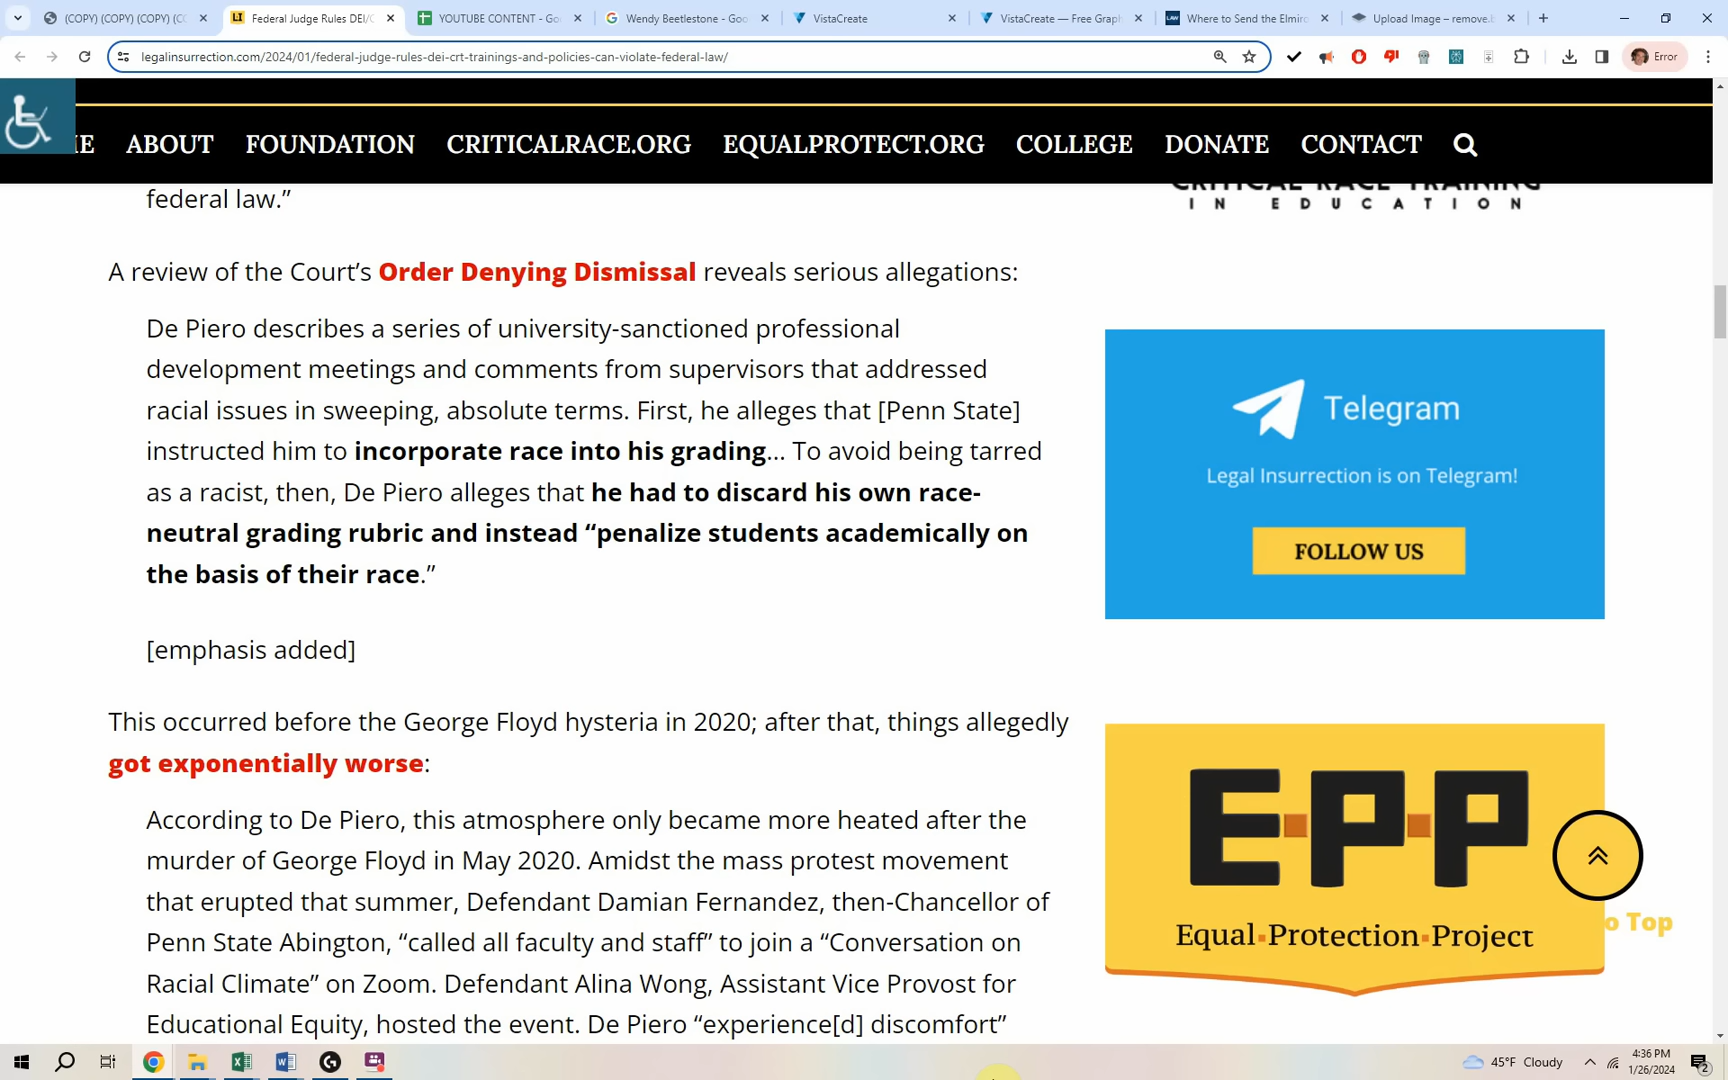 (COPY) (COPY) (COPY) (C
Federal Judge Rules DEI/C
YOUTUBE CONTENT - Go
Wendy Beetlestone - Goo
VistaCreate
VistaCreate — Free Graph
Where to Send the Elmiro
Upload Image – remove.b
legalinsurrection.com/2024/01/federal-judge-rules-dei-crt-trainings-and-policies-can-violate-federal-law/
Error
ABOUT FOUNDATION CRITICALRACE.ORG EQUALPROTECT.ORG COLLEGE DONATE CONTACT
CRITICAL RACE TRAINING
IN EDUCATION
federal law.”
A review of the Court’s Order Denying Dismissal reveals serious allegations:
De Piero describes a series of university-sanctioned professional
development meetings and comments from supervisors that addressed
racial issues in sweeping, absolute terms. First, he alleges that [Penn State]
instructed him to incorporate race into his grading… To avoid being tarred
as a racist, then, De Piero alleges that he had to discard his own race-
neutral grading rubric and instead “penalize students academically on
the basis of their race.”
[emphasis added]
This occurred before the George Floyd hysteria in 2020; after that, things allegedly
got exponentially worse:
According to De Piero, this atmosphere only became more heated after the
murder of George Floyd in May 2020. Amidst the mass protest movement
that erupted that summer, Defendant Damian Fernandez, then-Chancellor of
Penn State Abington, “called all faculty and staff” to join a “Conversation on
Racial Climate” on Zoom. Defendant Alina Wong, Assistant Vice Provost for
Educational Equity, hosted the event. De Piero “experience[d] discomfort”
Telegram
Legal Insurrection is on Telegram!
FOLLOW US
E·P·P
Equal·Protection·Project
o Top
45°F Cloudy
4:36 PM
1/26/2024
2